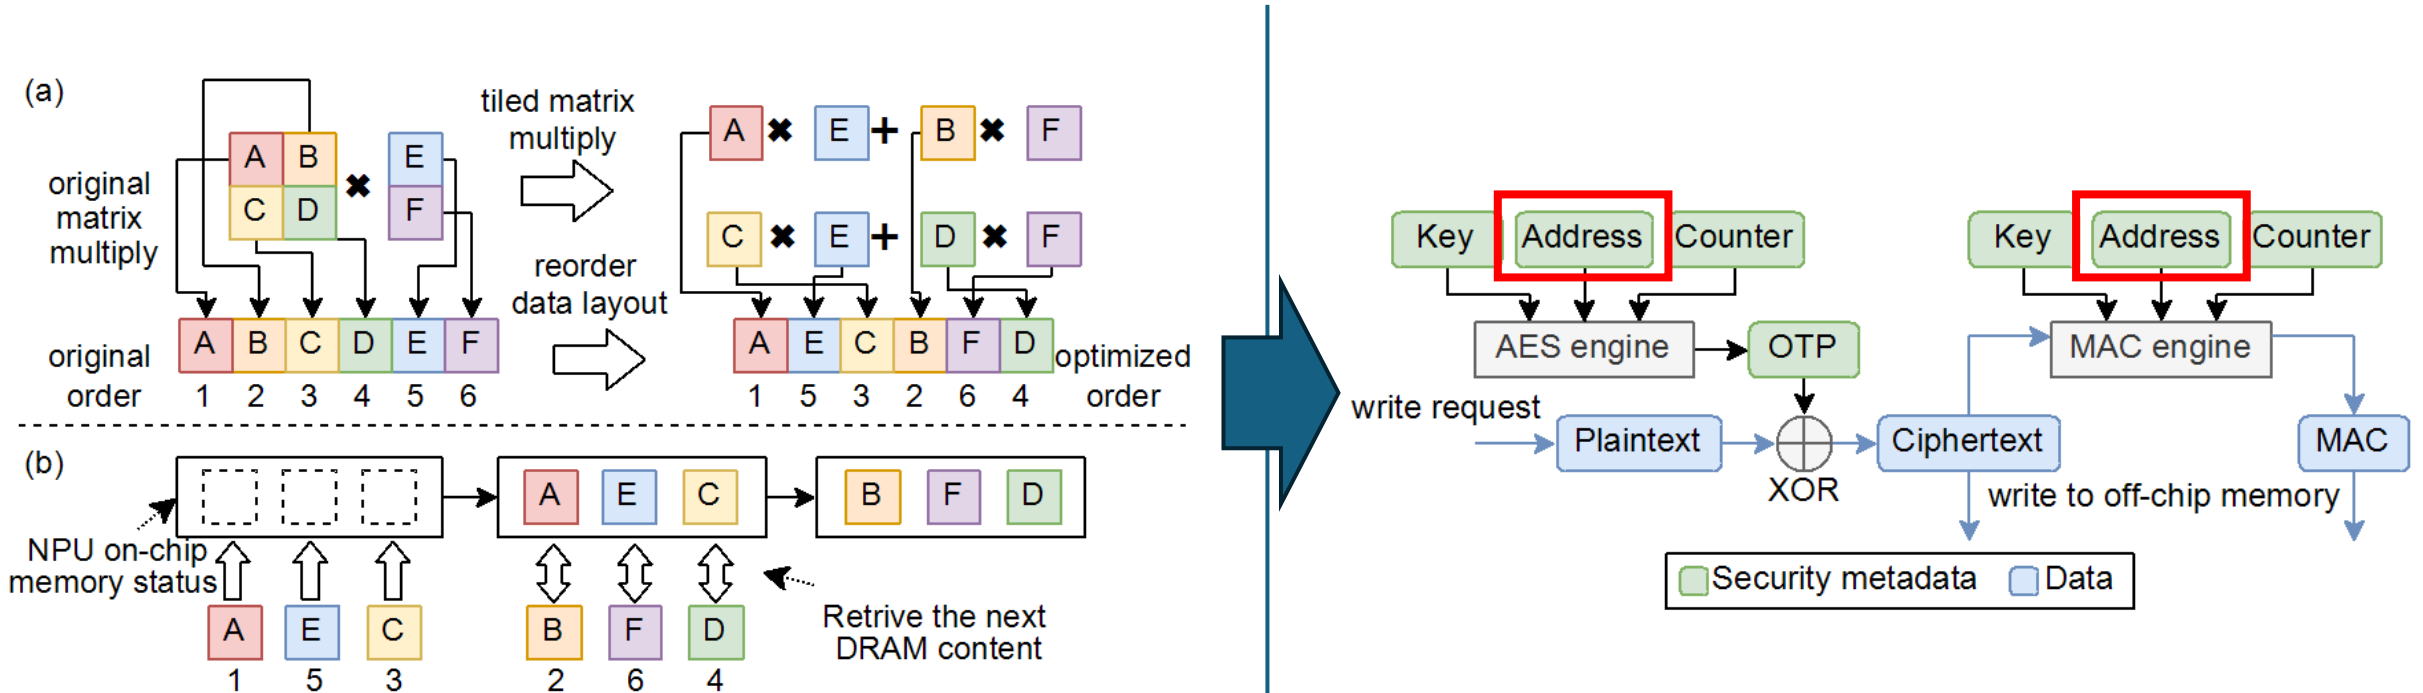 (a)
original
matrix
multiply
A B
C D
E
F
tiled matrix
multiply
A E B F
C E D F
reorder
data layout
original
order
A B C D E F
1 2 3 4 5 6
A E C B F D
1 5 3 2 6 4
optimized
order
(b)
NPU on-chip
memory status
A E C
1 5 3
A E C
B F D
2 6 4
B F D
Retrive the next
DRAM content
Key Address Counter
AES engine
OTP
write request
Plaintext
XOR
Ciphertext
Key Address Counter
MAC engine
MAC
write to off-chip memory
Security metadata Data